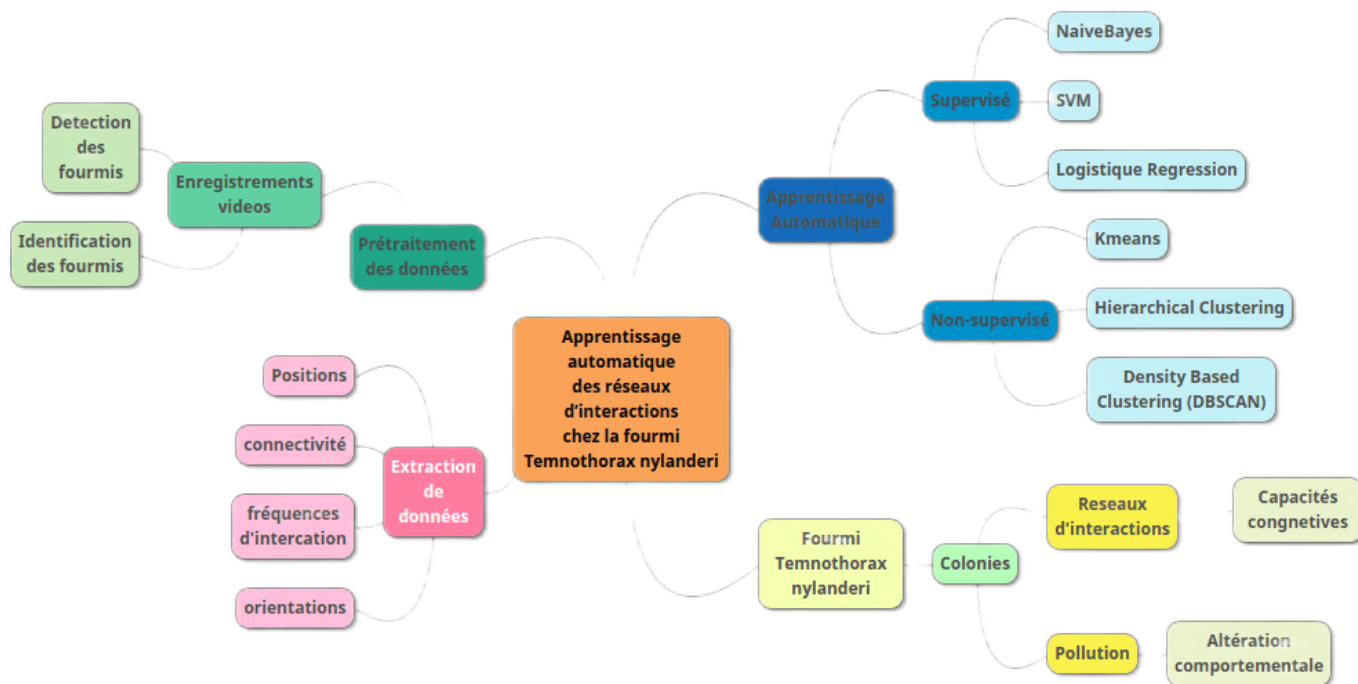 NaiveBayes
Supervisé
SVM
Logistique Regression
Apprentissage
Automatique
Kmeans
Non-supervisé
Hierarchical Clustering
Density Based
Clustering (DBSCAN)
Detection
des
fourmis
Enregistrements
videos
Identification
des fourmis
Prétraitement
des données
Apprentissage
automatique
des réseaux
d'interactions
chez la fourmi
Temnothorax nylanderi
Positions
connectivité
Extraction
de
données
fréquences
d'intercation
orientations
Fourmi
Temnothorax
nylanderi
Colonies
Reseaux
d'interactions
Capacités
congnetives
Pollution
Altération
comportementale